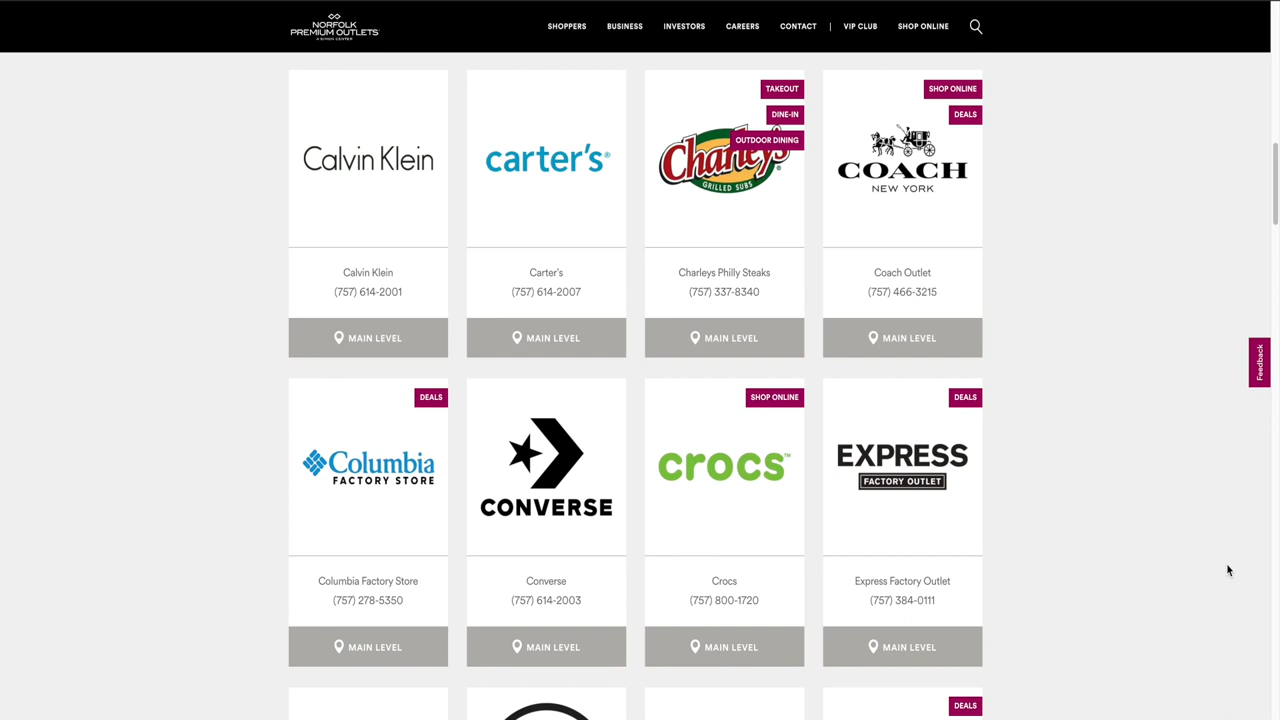 NORFOLK
PREMIUM OUTLETS®
A SIMON CENTER
SHOPPERS
BUSINESS
INVESTORS
CAREERS
CONTACT
|
VIP CLUB
SHOP ONLINE
Calvin Klein
Calvin Klein
(757) 614-2001
MAIN LEVEL
carter's®
Carter's
(757) 614-2007
MAIN LEVEL
TAKEOUT
DINE-IN
OUTDOOR DINING
Charleys®
GRILLED SUBS
Charleys Philly Steaks
(757) 337-8340
MAIN LEVEL
SHOP ONLINE
DEALS
COACH
NEW YORK
Coach Outlet
(757) 466-3215
MAIN LEVEL
Feedback
DEALS
Columbia
FACTORY STORE
Columbia Factory Store
(757) 278-5350
MAIN LEVEL
CONVERSE
Converse
(757) 614-2003
MAIN LEVEL
SHOP ONLINE
crocs™
Crocs
(757) 800-1720
MAIN LEVEL
DEALS
EXPRESS
FACTORY OUTLET
Express Factory Outlet
(757) 384-0111
MAIN LEVEL
DEALS